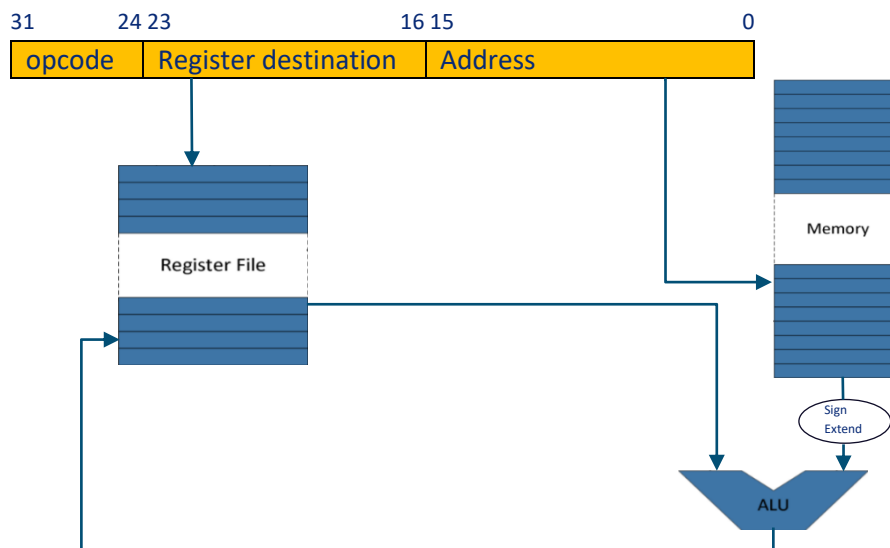 31 24 23 16 15 0
opcode Register destination Address
Memory
Register File
Sign
Extend
ALU